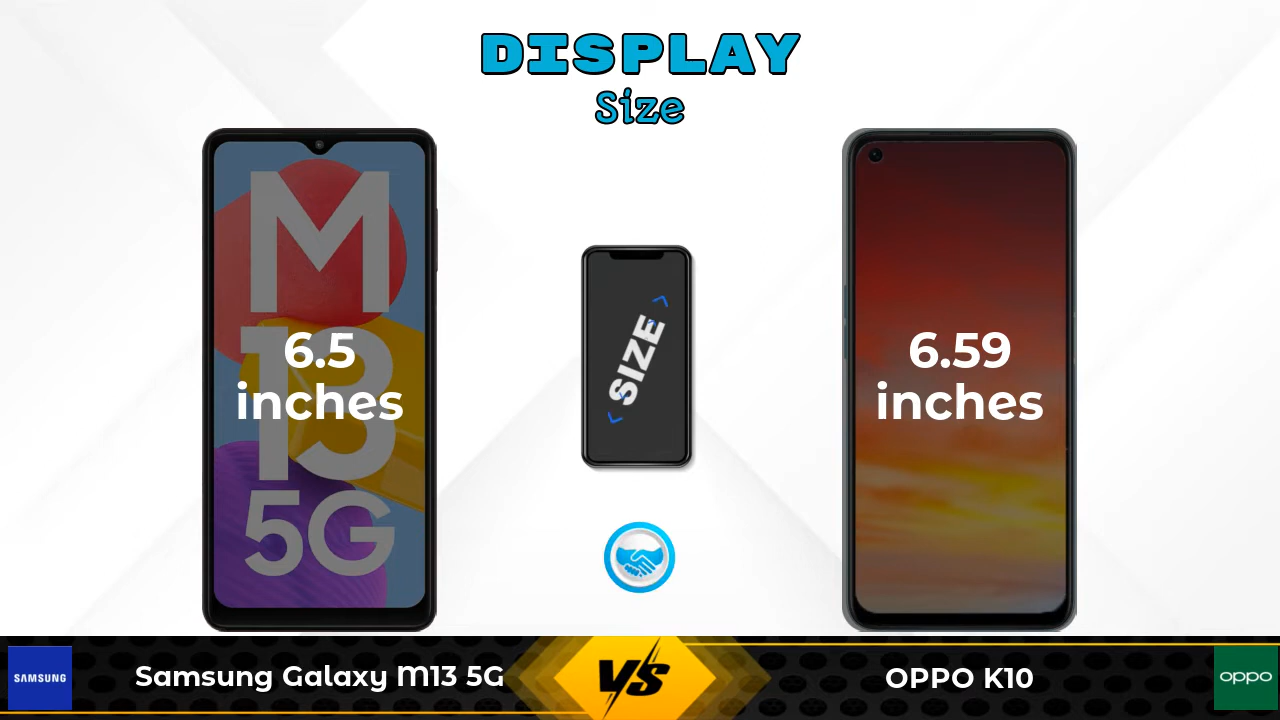 DISPLAY
Size
M
13
5G
6.5
inches
SIZE
6.59
inches
SAMSUNG
Samsung Galaxy M13 5G
VS
OPPO K10
oppo